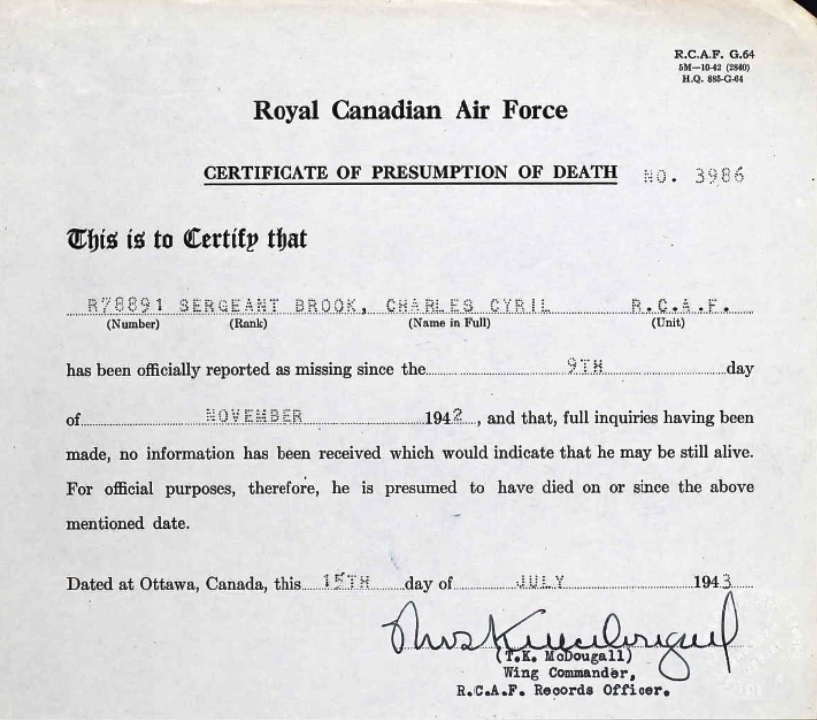 R.C.A.F. G.64
5M—10-42 (2840)
H.Q. 885-G-64
Royal Canadian Air Force
CERTIFICATE OF PRESUMPTION OF DEATH NO. 3986
This is to Certify that
R78891 SERGEANT BROOK, CHARLES CYRIL R.C.A.F.
(Number) (Rank) (Name in Full) (Unit)
has been officially reported as missing since the 9TH day
of NOVEMBER 1942, and that, full inquiries having been
made, no information has been received which would indicate that he may be still alive.
For official purposes, therefore, he is presumed to have died on or since the above
mentioned date.
Dated at Ottawa, Canada, this 15TH day of JULY 1943
(T.K. McDougall)
Wing Commander,
R.C.A.F. Records Officer.